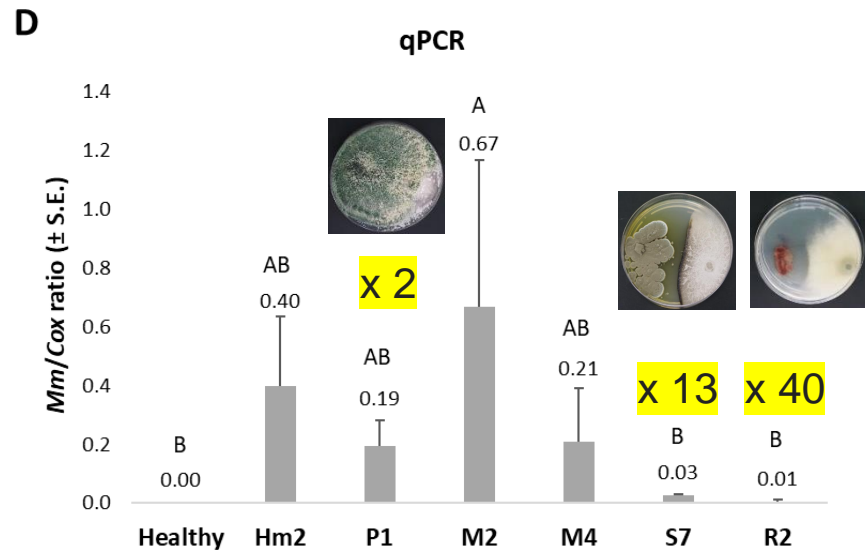 D
qPCR
Mm/Cox ratio (± S.E.)
1.4
1.2
1.0
0.8
0.6
0.4
0.2
0.0
B
0.00
AB
0.40
x 2
AB
0.19
A
0.67
AB
0.21
x 13
B
0.03
x 40
B
0.01
Healthy Hm2 P1 M2 M4 S7 R2